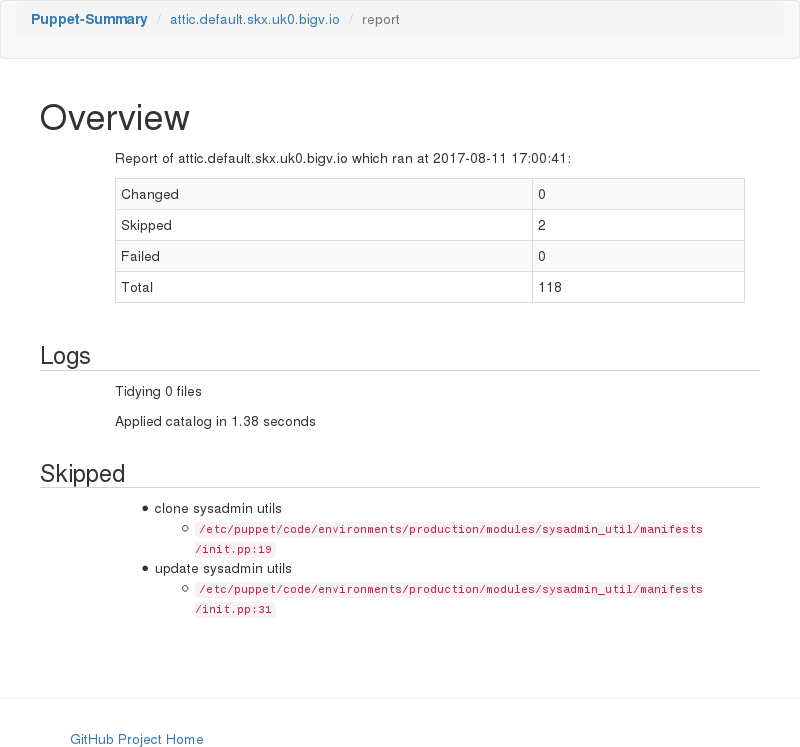 Puppet-Summary / attic.default.skx.uk0.bigv.io / report
Overview
Report of attic.default.skx.uk0.bigv.io which ran at 2017-08-11 17:00:41:
Changed 0
Skipped 2
Failed 0
Total 118
Logs
Tidying 0 files
Applied catalog in 1.38 seconds
Skipped
clone sysadmin utils
/etc/puppet/code/environments/production/modules/sysadmin_util/manifests
/init.pp:19
update sysadmin utils
/etc/puppet/code/environments/production/modules/sysadmin_util/manifests
/init.pp:31
GitHub Project Home